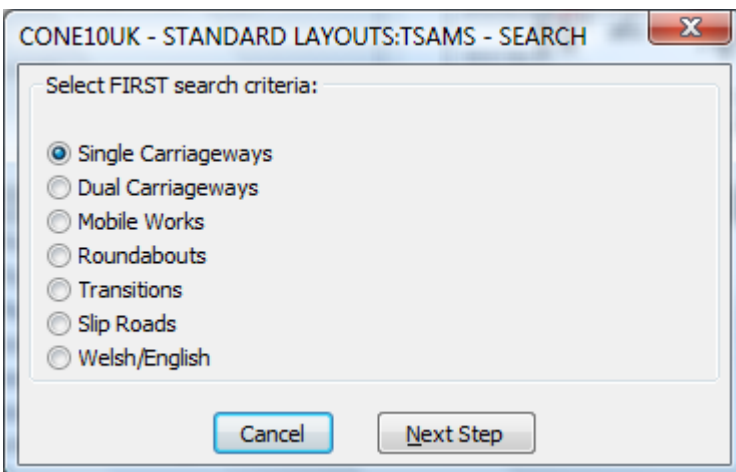 CONE10UK - STANDARD LAYOUTS:TSAMS - SEARCH
Select FIRST search criteria:
Single Carriageways
Dual Carriageways
Mobile Works
Roundabouts
Transitions
Slip Roads
Welsh/English
Cancel
Next Step